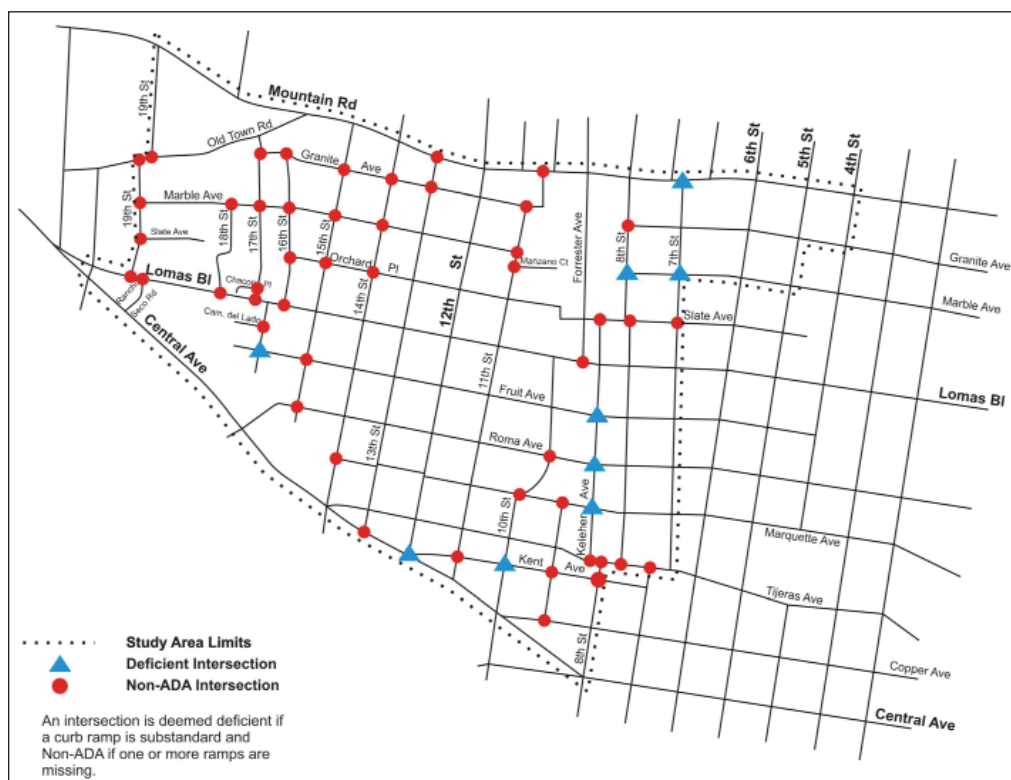 19th St
Mountain Rd
Old Town Rd
6th St
5th St
4th St
Granite Ave
Marble Ave
19th St
18th St
17th St
16th St
15th St
Slate Ave
Orchard Pl
14th St
Manzano Ct
Forrester Ave
8th St
7th St
Granite Ave
Marble Ave
Lomas Bl
Chacoma Pl
Rancho
Seco Rd
Cam. del Lado
Central Ave
12th St
11th St
Slate Ave
Fruit Ave
Lomas Bl
Roma Ave
13th St
10th St
Keleher Ave
Marquette Ave
Kent Ave
Tijeras Ave
8th St
Copper Ave
Central Ave
Study Area Limits
Deficient Intersection
Non-ADA Intersection
An intersection is deemed deficient if
a curb ramp is substandard and
Non-ADA if one or more ramps are
missing.